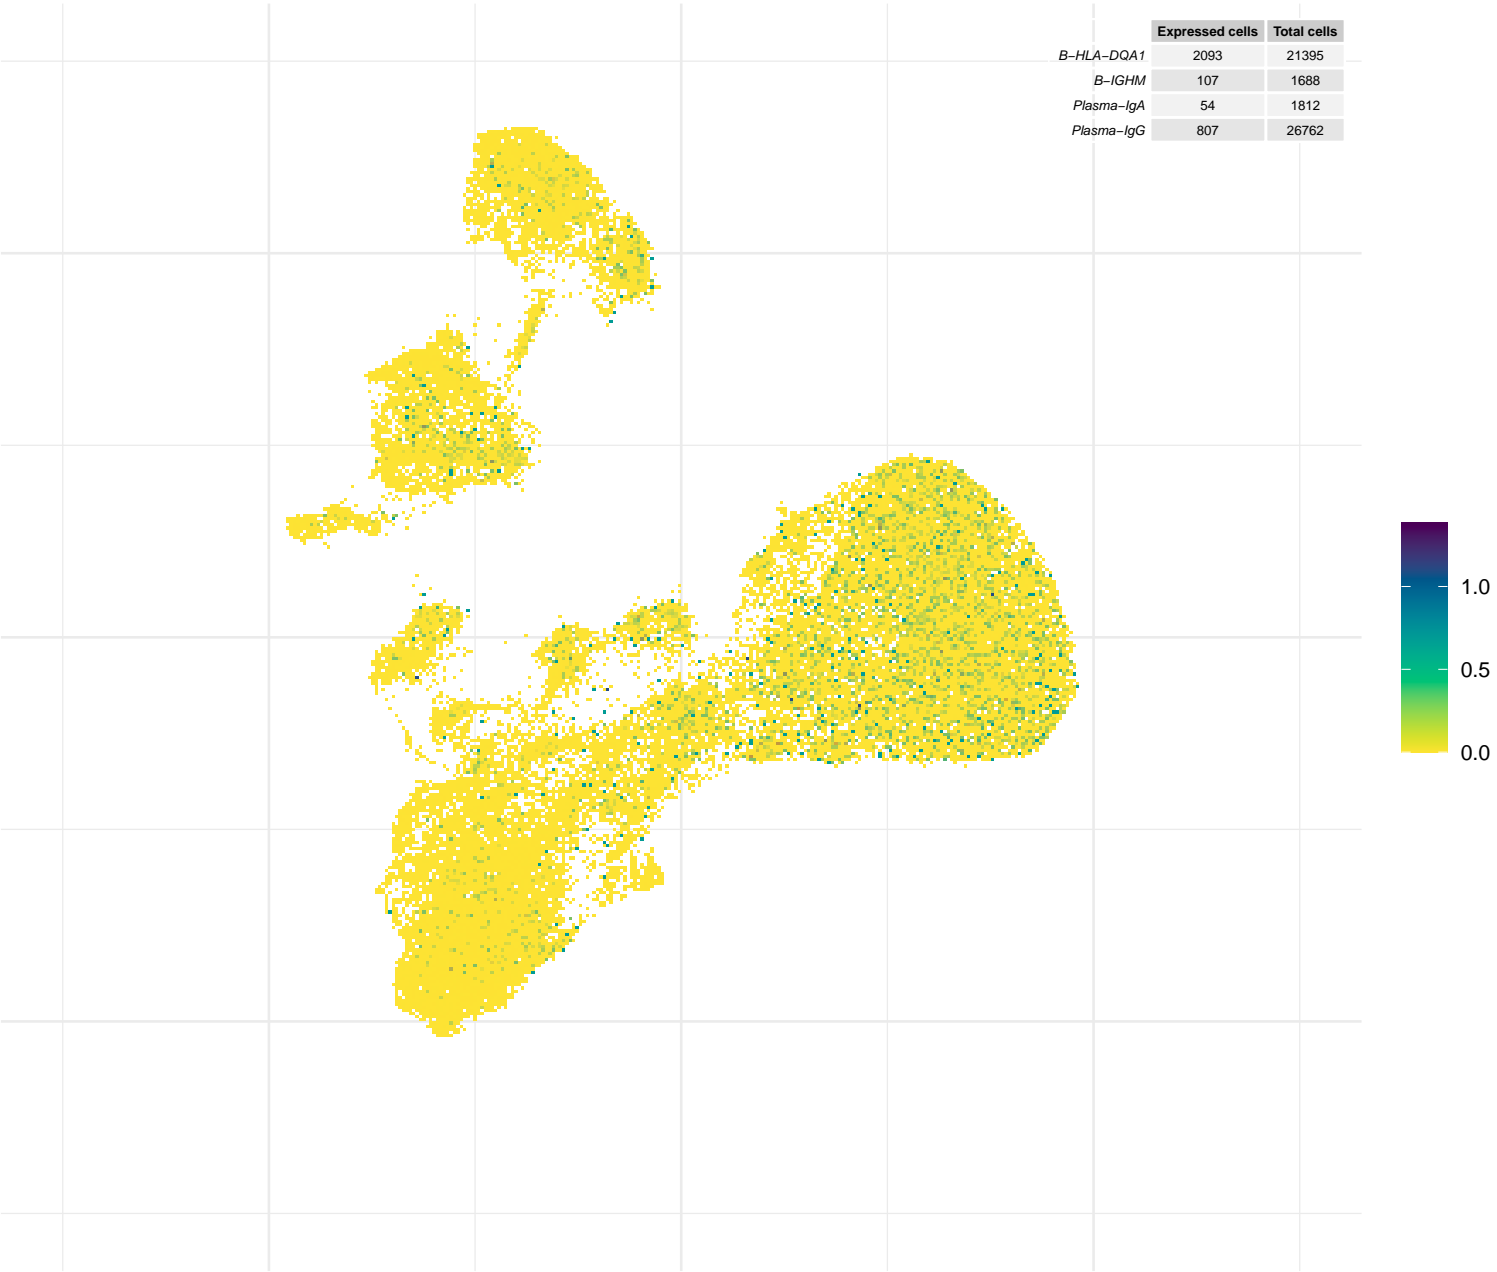 Expressed cells Total cells
B–HLA–DQA1 2093 21395
B–IGHM 107 1688
Plasma–IgA 54 1812
Plasma–IgG 807 26762
1.0
0.5
0.0